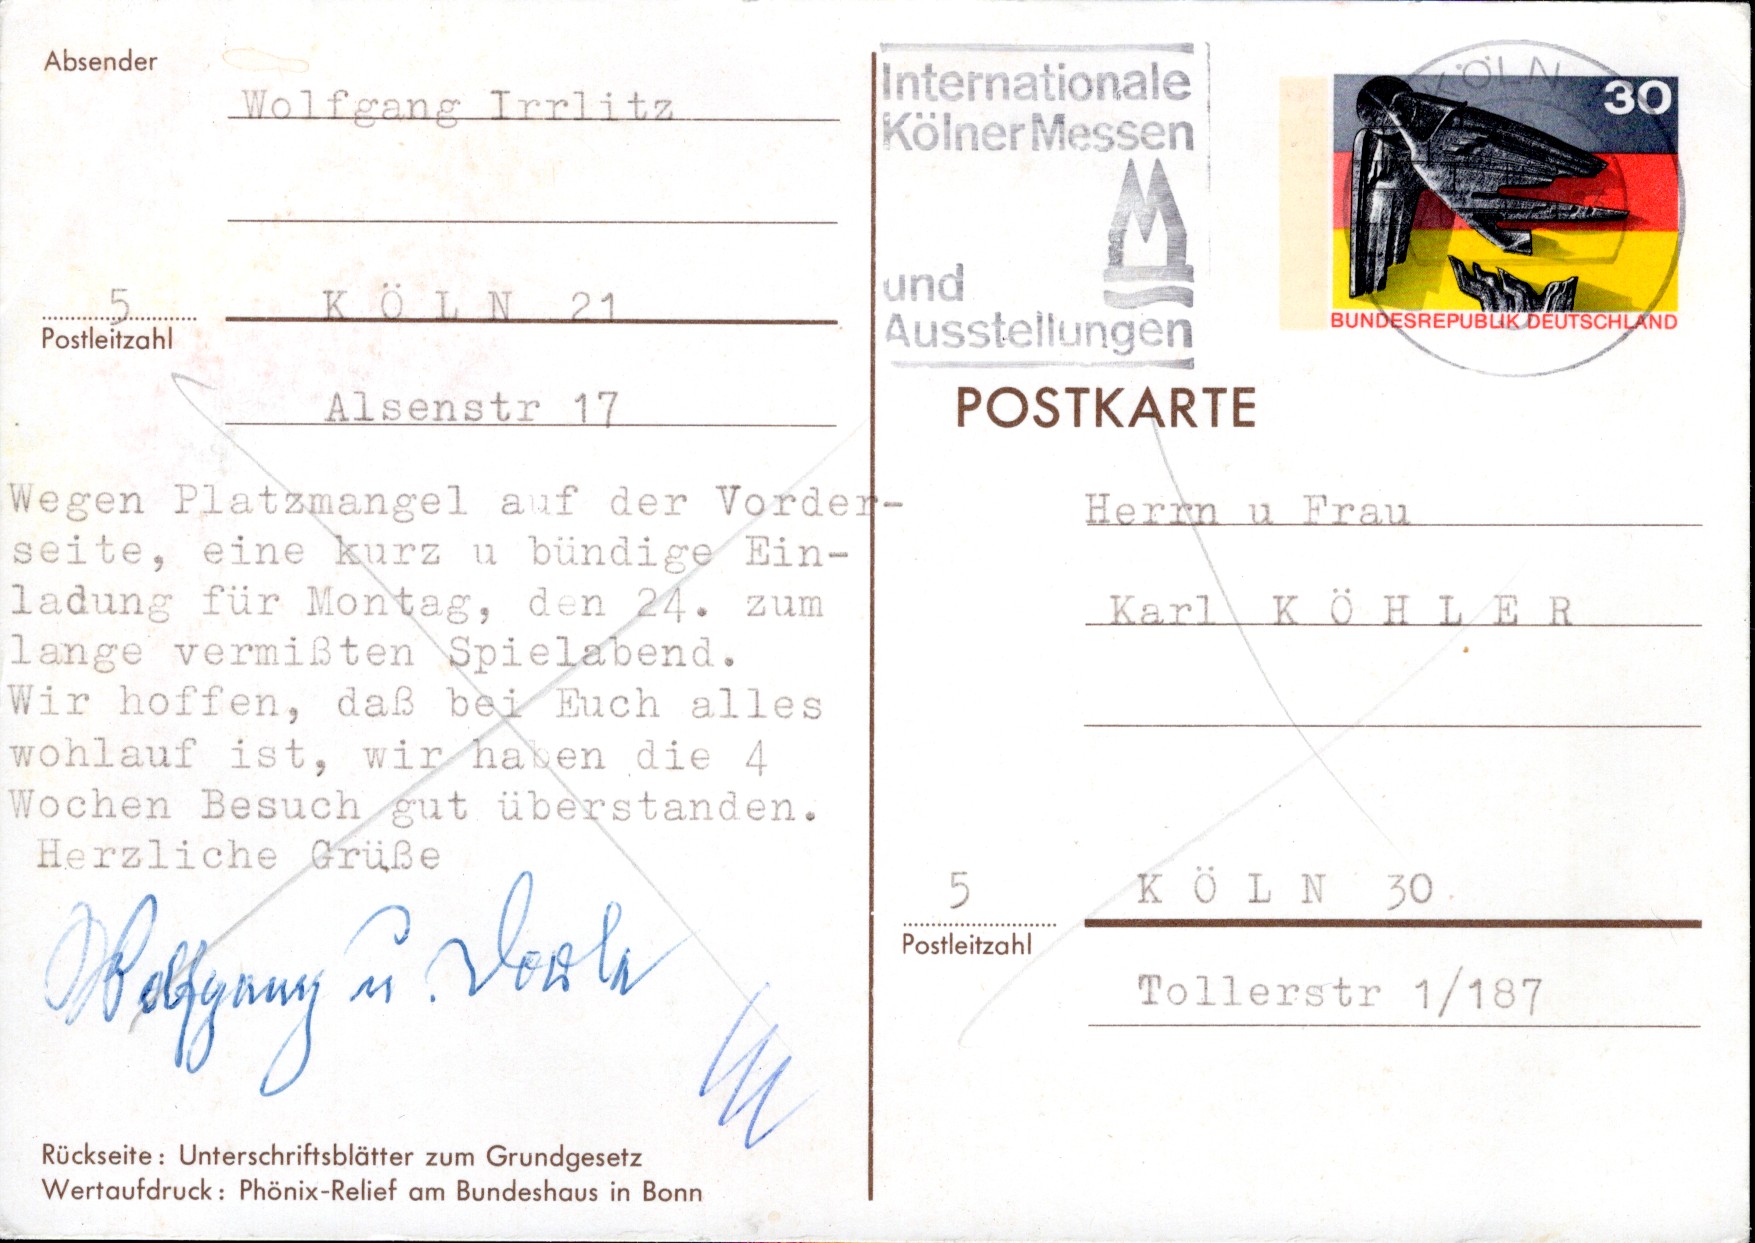 Absender
Wolfgang Irrlitz
5 K Ö L N 21
Postleitzahl
Alsenstr 17
Wegen Platzmangel auf der Vorder-
seite, eine kurz u bündige Ein-
ladung für Montag, den 24. zum
lange vermißten Spielabend.
Wir hoffen, daß bei Euch alles
wohlauf ist, wir haben die 4
Wochen Besuch gut überstanden.
Herzliche Grüße
Wolfgang u.
Rückseite: Unterschriftsblätter zum Grundgesetz
Wertaufdruck: Phönix-Relief am Bundeshaus in Bonn
Internationale
Kölner Messen
und
Ausstellungen
KÖLN
30
BUNDESREPUBLIK DEUTSCHLAND
POSTKARTE
Herrn u Frau
Karl K Ö H L E R
5 K Ö L N 30
Postleitzahl
Tollerstr 1/187